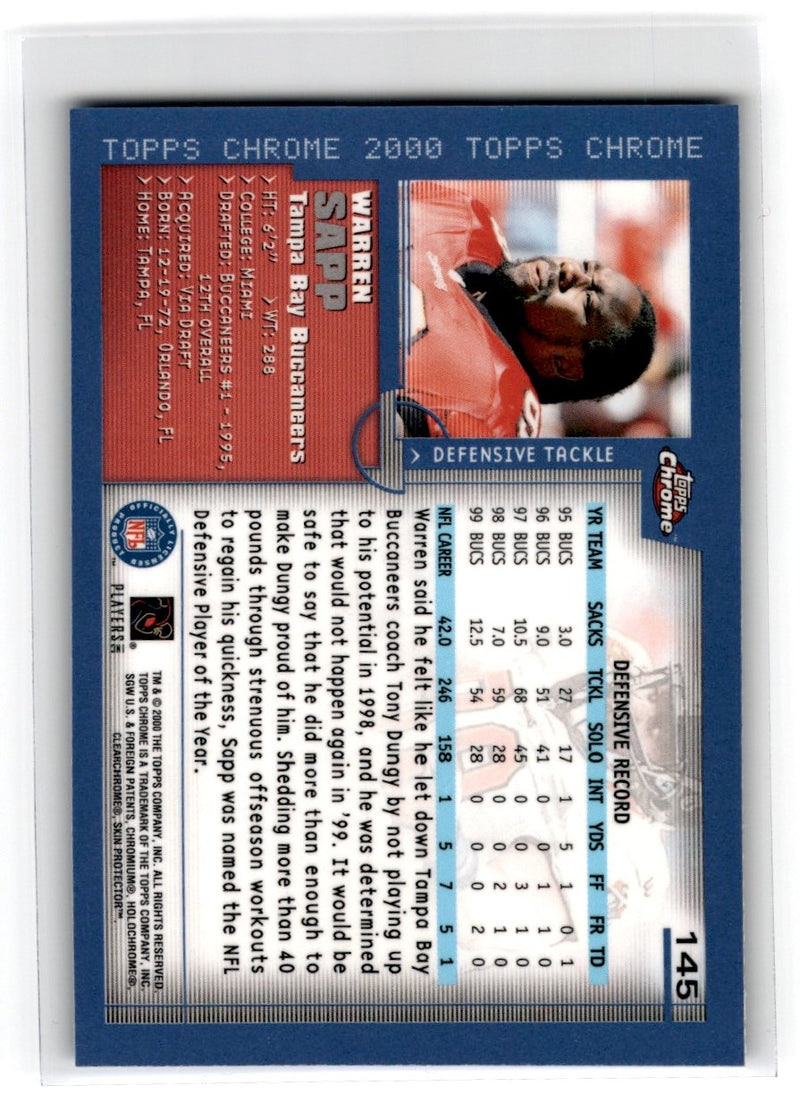 TOPPS CHROME 2000 TOPPS CHROME
WARREN
SAPP
Tampa Bay Buccaneers
> HT: 6'2" > WT: 288
> COLLEGE: MIAMI
> DRAFTED: BUCCANEERS #1 - 1995,
12TH OVERALL
> ACQUIRED: VIA DRAFT
> BORN: 12-19-72, ORLANDO, FL
> HOME: TAMPA, FL
> DEFENSIVE TACKLE
topps
Chrome™
145
DEFENSIVE RECORD
YR TEAM SACKS TCKL SOLO INT YDS FF FR TD
95 BUCS 3.0 27 17 1 5 1 0 1
96 BUCS 9.0 51 41 0 0 1 1 0
97 BUCS 10.5 68 45 0 0 3 1 0
98 BUCS 7.0 59 28 0 0 2 1 0
99 BUCS 12.5 54 28 0 0 0 2 0
NFL CAREER 42.0 246 158 1 5 7 5 1
Warren said he felt like he let down Tampa Bay
Buccaneers coach Tony Dungy by not playing up
to his potential in 1998, and he was determined
that would not happen again in '99. It would be
safe to say that he did more than enough to
make Dungy proud of him. Shedding more than 40
pounds through strenuous offseason workouts
to regain his quickness, Sapp was named the NFL
Defensive Player of the Year.
OFFICIALLY LICENSED PRODUCT
NFL
PLAYERS INC
TM & © 2000 THE TOPPS COMPANY, INC. ALL RIGHTS RESERVED.
TOPPS CHROME IS A TRADEMARK OF THE TOPPS COMPANY, INC.
SGW U.S. & FOREIGN PATENTS, CHROMIUM®, HOLOCHROME®,
CLEARCHROME®, SKIN PROTECTOR™.